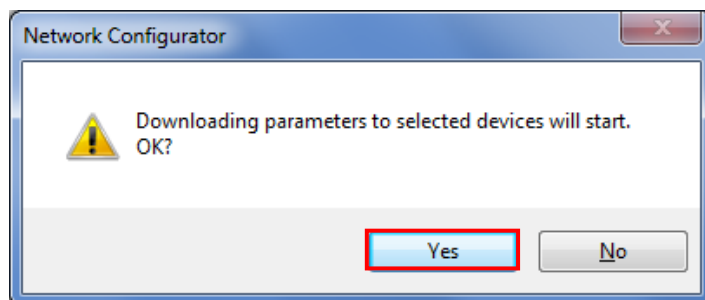 Network Configurator
Downloading parameters to selected devices will start.
OK?
Yes
No